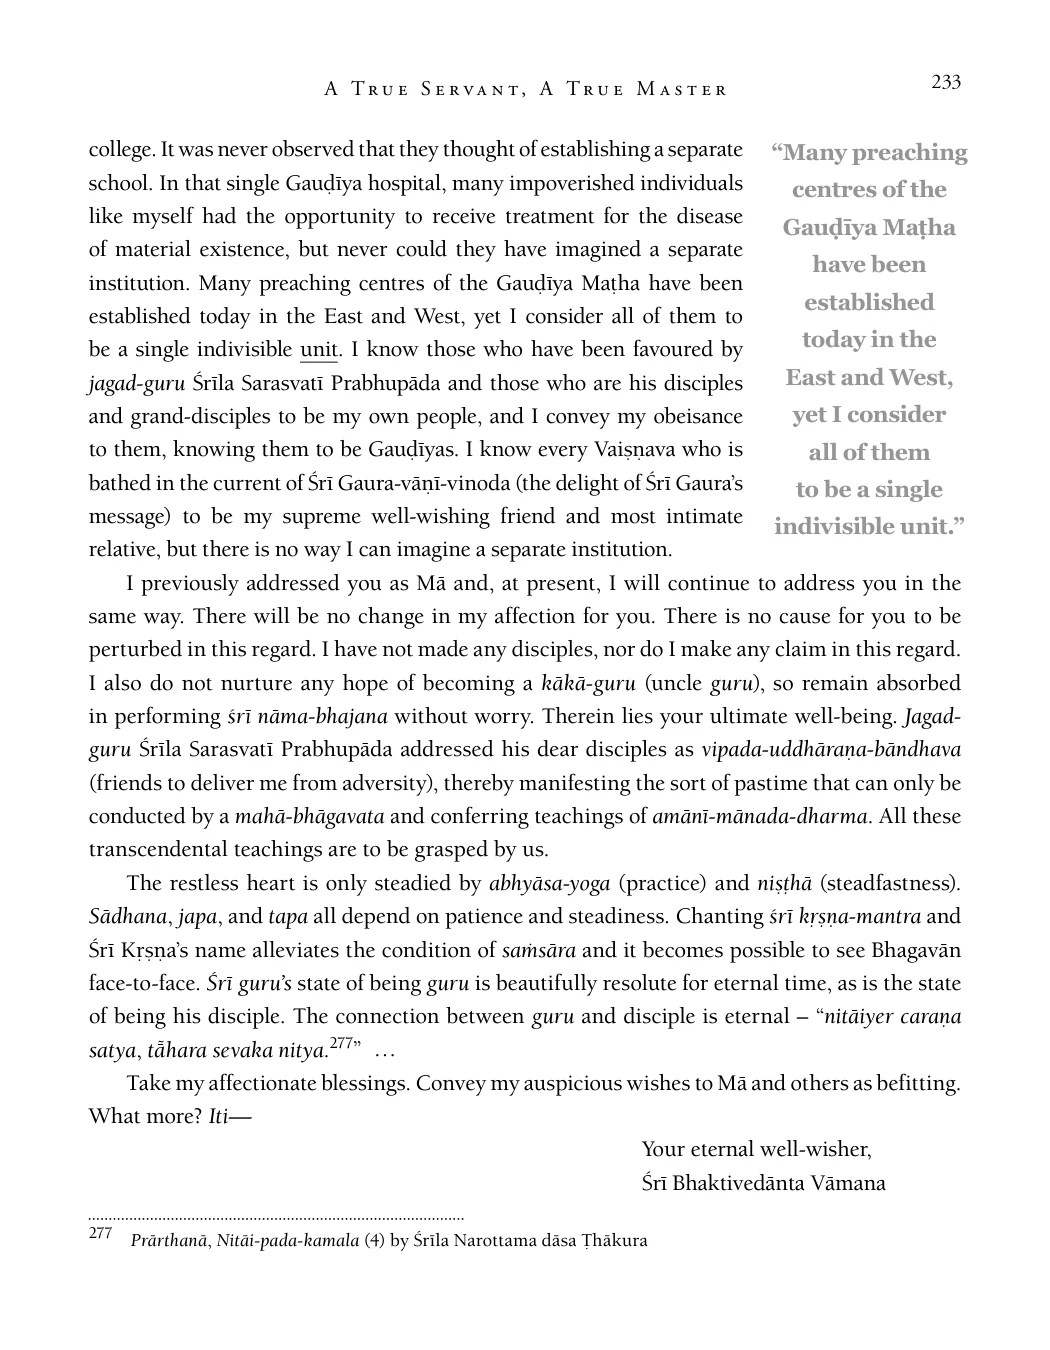 A True Servant, A True Master
233
college. It was never observed that they thought of establishing a separate
school. In that single Gauḍīya hospital, many impoverished individuals
like myself had the opportunity to receive treatment for the disease
of material existence, but never could they have imagined a separate
institution. Many preaching centres of the Gauḍīya Maṭha have been
established today in the East and West, yet I consider all of them to
be a single indivisible unit. I know those who have been favoured by
jagad-guru Śrīla Sarasvatī Prabhupāda and those who are his disciples
and grand-disciples to be my own people, and I convey my obeisance
to them, knowing them to be Gauḍīyas. I know every Vaiṣṇava who is
bathed in the current of Śrī Gaura-vāṇī-vinoda (the delight of Śrī Gaura’s
message) to be my supreme well-wishing friend and most intimate
relative, but there is no way I can imagine a separate institution.
“Many preaching
centres of the
Gauḍīya Maṭha
have been
established
today in the
East and West,
yet I consider
all of them
to be a single
indivisible unit.”
I previously addressed you as Mā and, at present, I will continue to address you in the
same way. There will be no change in my affection for you. There is no cause for you to be
perturbed in this regard. I have not made any disciples, nor do I make any claim in this regard.
I also do not nurture any hope of becoming a kākā-guru (uncle guru), so remain absorbed
in performing śrī nāma-bhajana without worry. Therein lies your ultimate well-being. Jagad-
guru Śrīla Sarasvatī Prabhupāda addressed his dear disciples as vipada-uddhāraṇa-bāndhava
(friends to deliver me from adversity), thereby manifesting the sort of pastime that can only be
conducted by a mahā-bhāgavata and conferring teachings of amānī-mānada-dharma. All these
transcendental teachings are to be grasped by us.
The restless heart is only steadied by abhyāsa-yoga (practice) and niṣṭhā (steadfastness).
Sādhana, japa, and tapa all depend on patience and steadiness. Chanting śrī kṛṣṇa-mantra and
Śrī Kṛṣṇa’s name alleviates the condition of saṁsāra and it becomes possible to see Bhagavān
face-to-face. Śrī guru’s state of being guru is beautifully resolute for eternal time, as is the state
of being his disciple. The connection between guru and disciple is eternal – “nitāiyer caraṇa
satya, tā̃hara sevaka nitya.277” …
Take my affectionate blessings. Convey my auspicious wishes to Mā and others as befitting.
What more? Iti—
Your eternal well-wisher,
Śrī Bhaktivedānta Vāmana
277 Prārthanā, Nitāi-pada-kamala (4) by Śrīla Narottama dāsa Ṭhākura